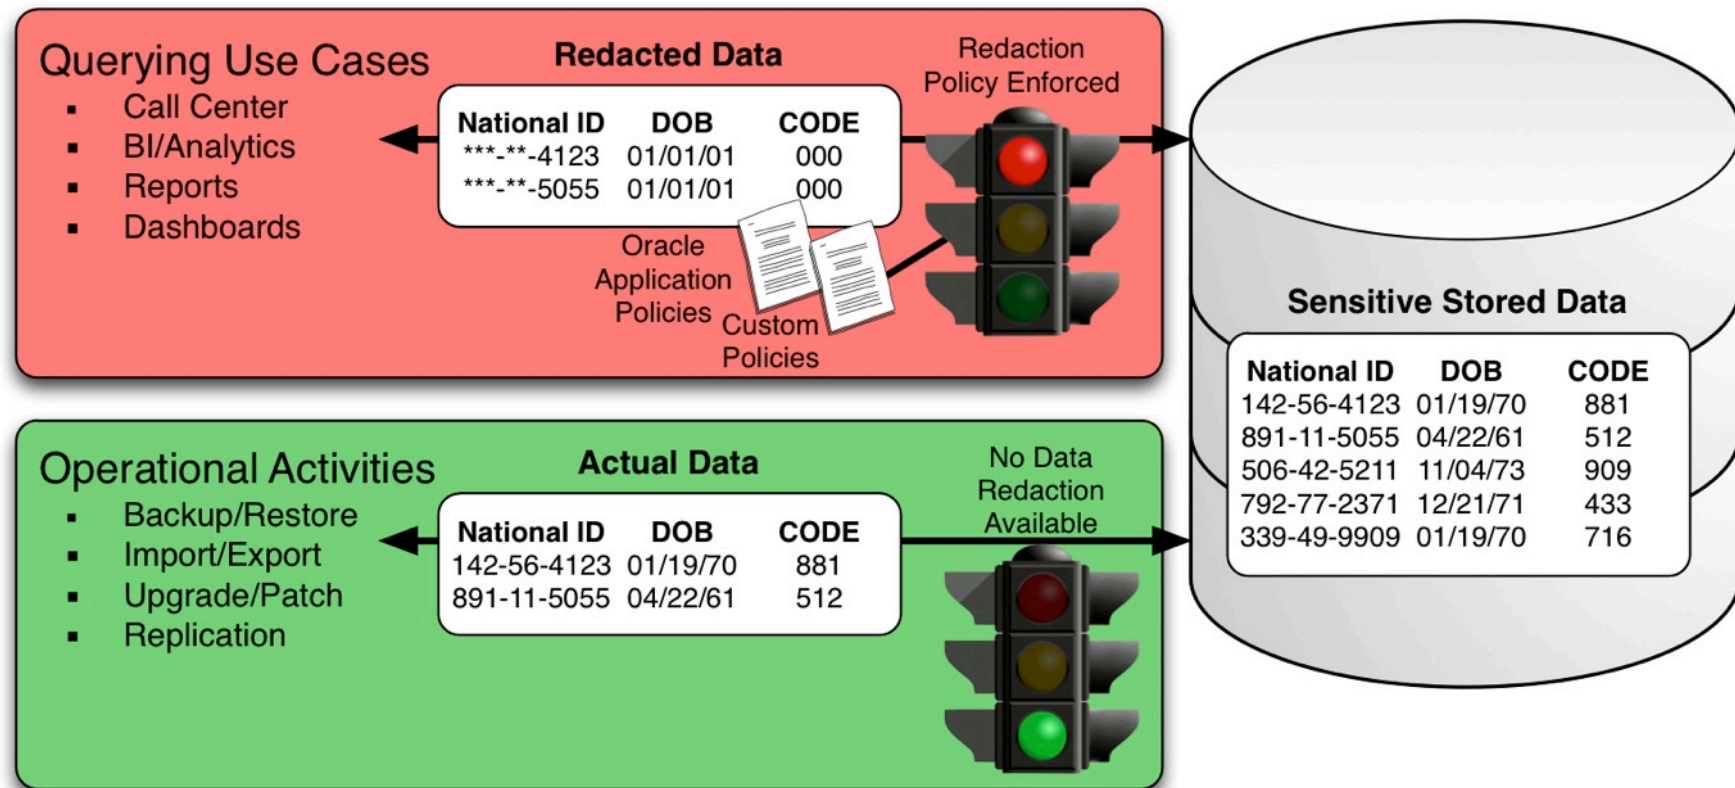 Querying Use Cases
▪ Call Center
▪ BI/Analytics
▪ Reports
▪ Dashboards
Redacted Data
National ID DOB CODE
***-**-4123 01/01/01 000
***-**-5055 01/01/01 000
Oracle
Application
Policies
Custom
Policies
Redaction
Policy Enforced
Operational Activities
▪ Backup/Restore
▪ Import/Export
▪ Upgrade/Patch
▪ Replication
Actual Data
National ID DOB CODE
142-56-4123 01/19/70 881
891-11-5055 04/22/61 512
No Data
Redaction
Available
Sensitive Stored Data
National ID DOB CODE
142-56-4123 01/19/70 881
891-11-5055 04/22/61 512
506-42-5211 11/04/73 909
792-77-2371 12/21/71 433
339-49-9909 01/19/70 716